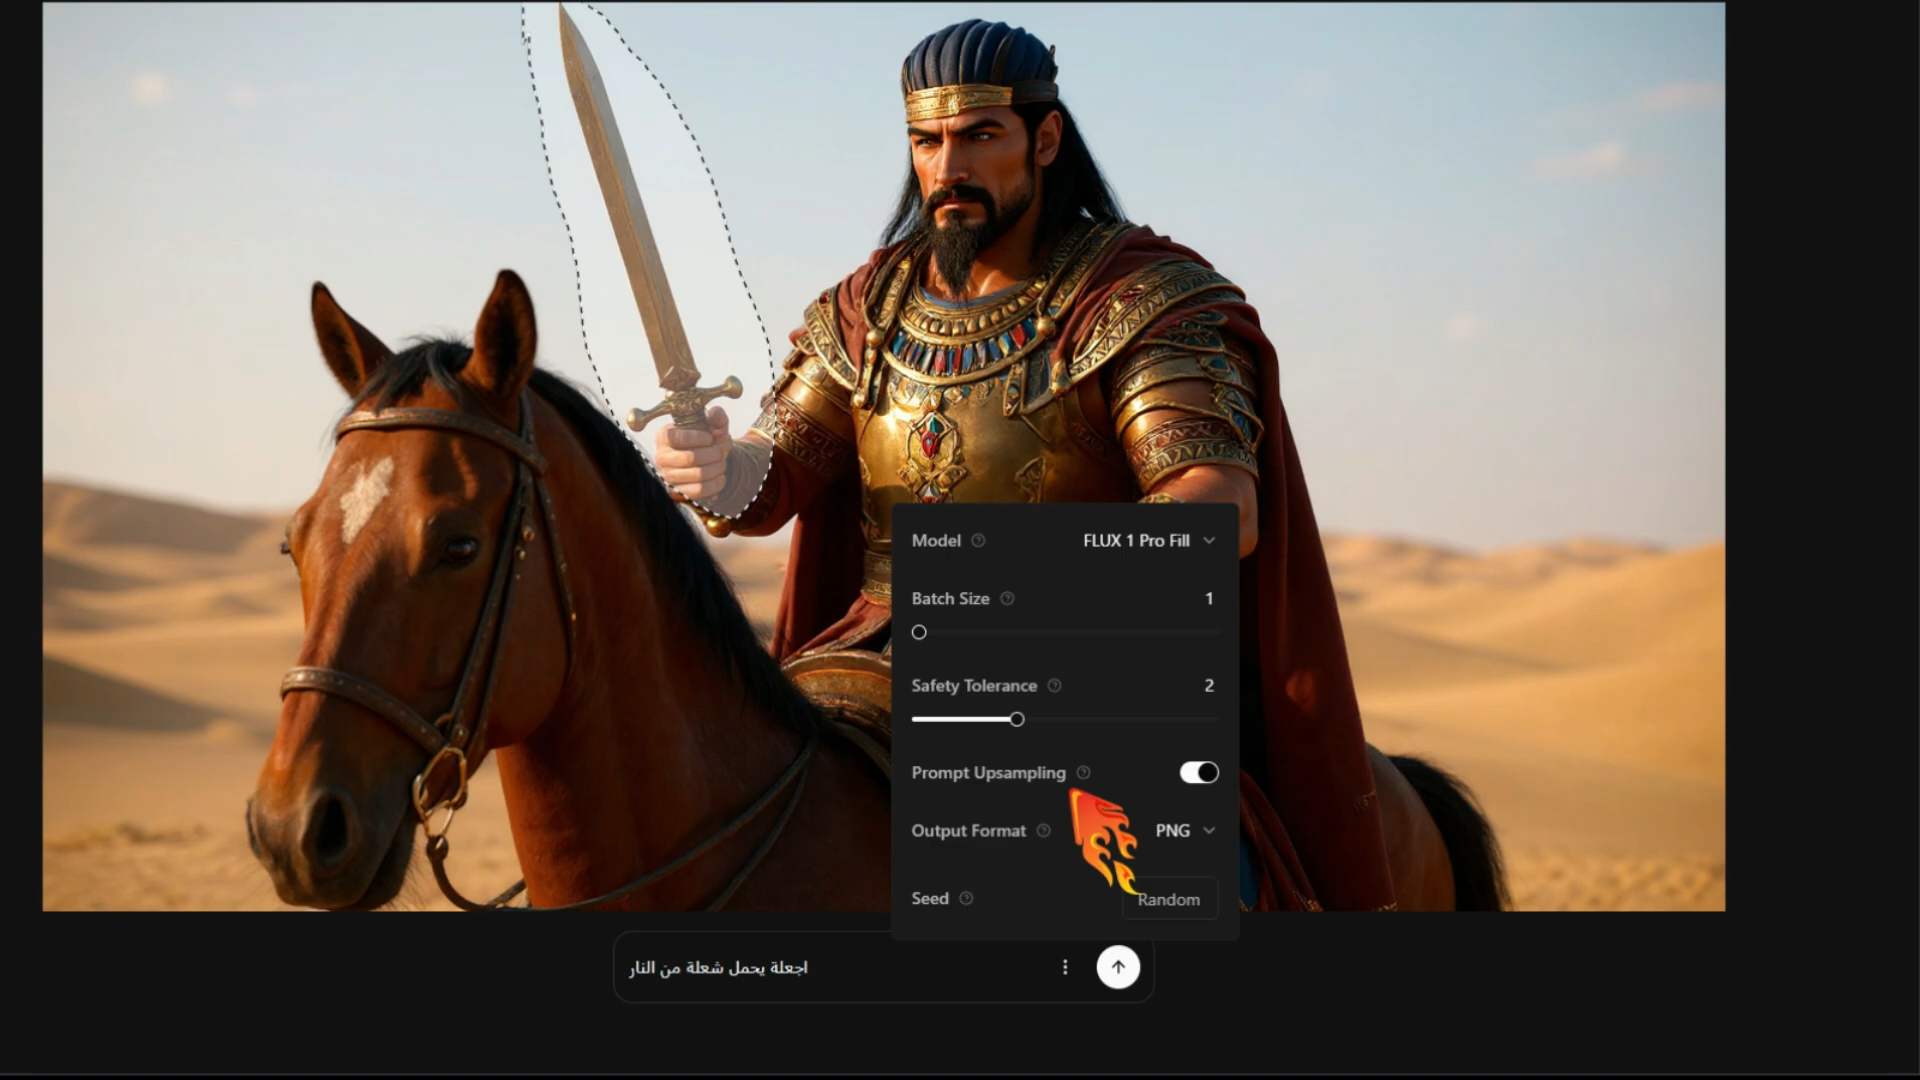 Model
FLUX 1 Pro Fill
Batch Size
1
Safety Tolerance
2
Prompt Upsampling
Output Format
PNG
Seed
Random
اجعلة يحمل شعلة من النار